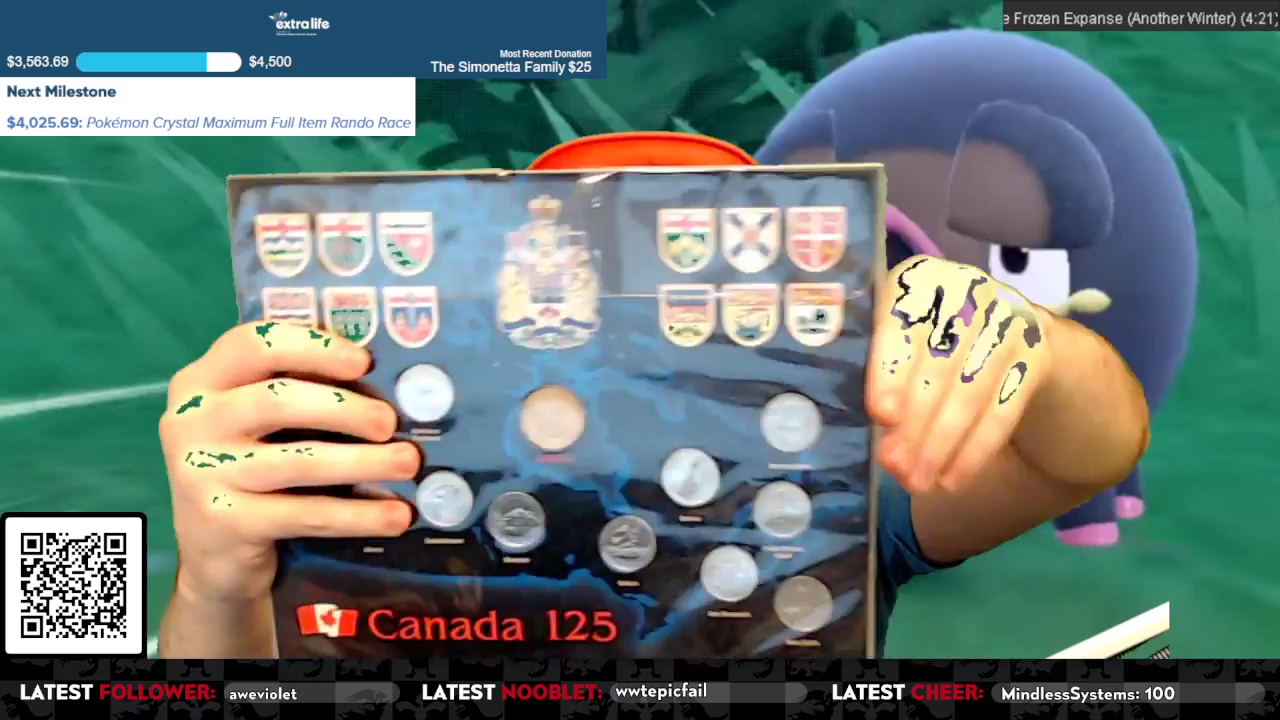 extralife
e Frozen Expanse (Another Winter) (4:21)
$3,563.69
$4,500
Most Recent Donation
The Simonetta Family $25
Next Milestone
$4,025.69: Pokémon Crystal Maximum Full Item Rando Race
Canada 125
LATEST FOLLOWER: aweviolet
LATEST NOOBLET: wwtepicfail
LATEST CHEER: MindlessSystems: 100